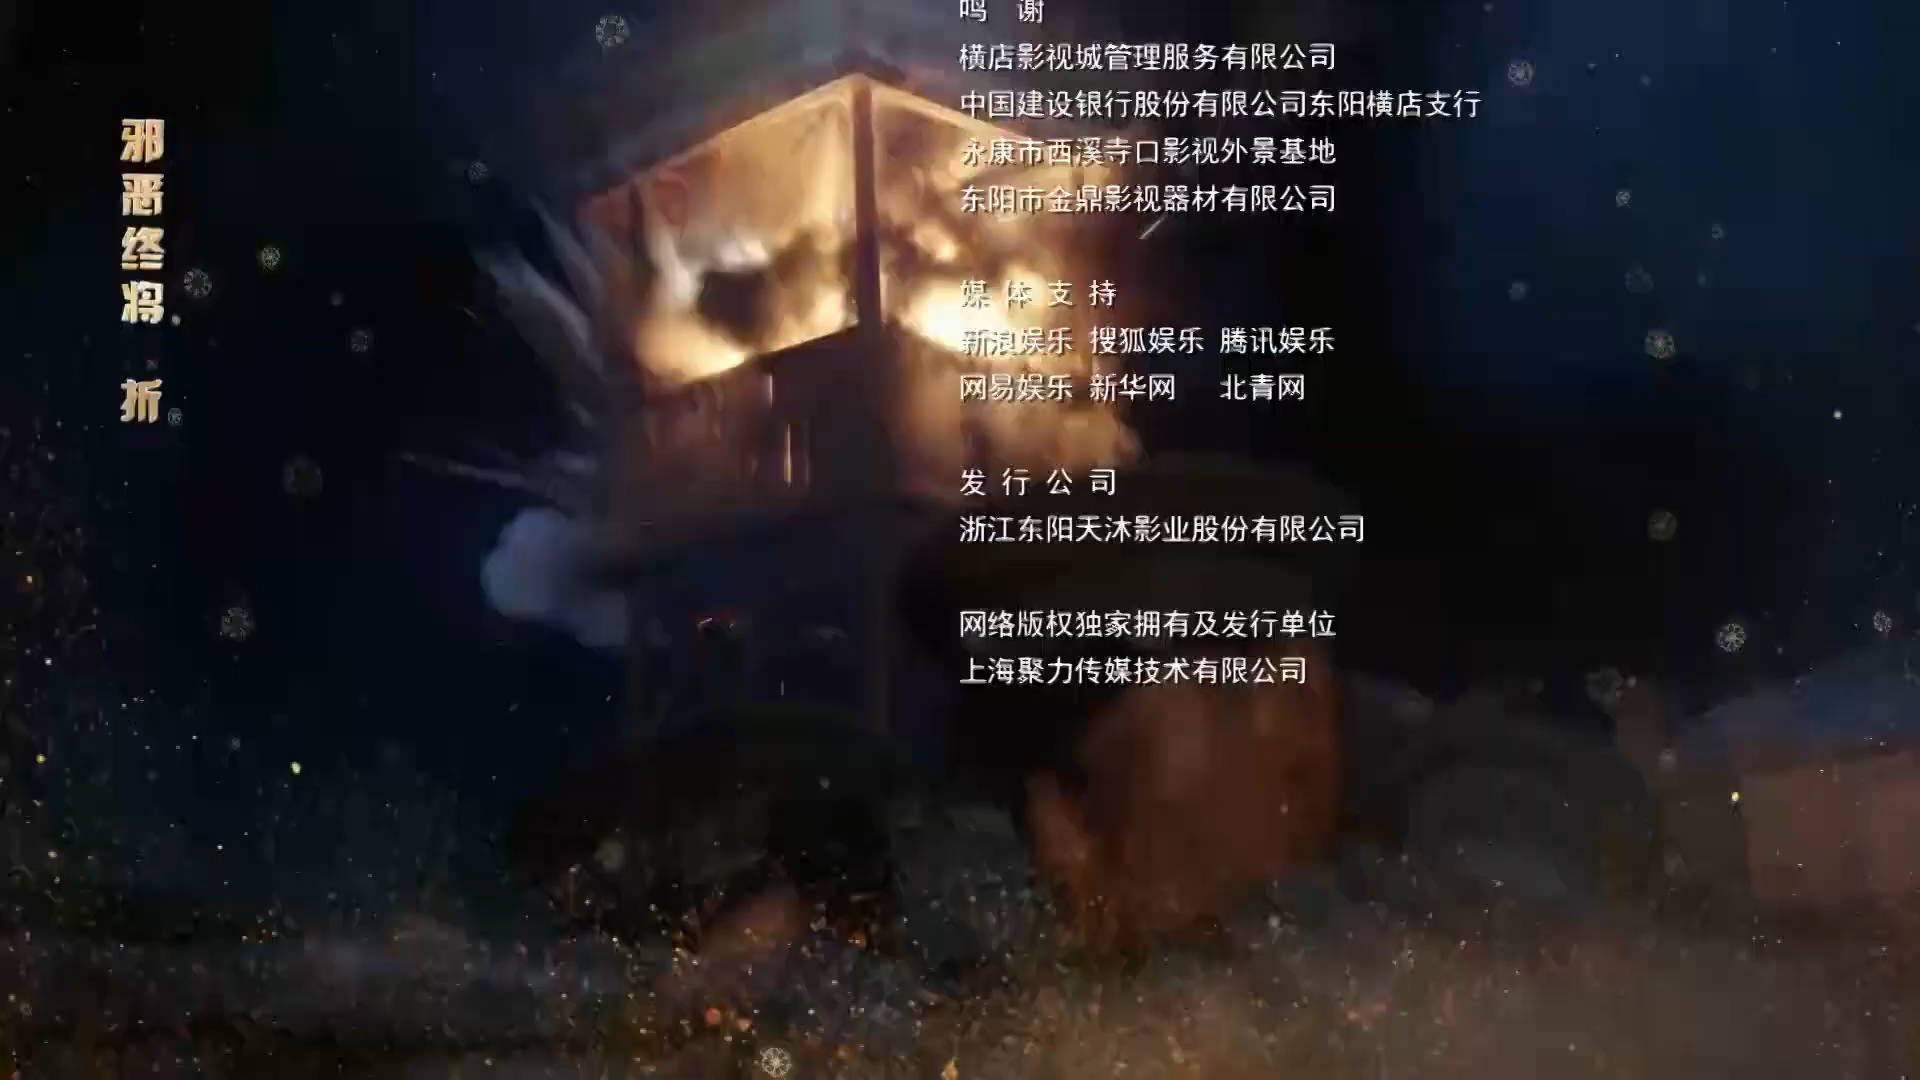 邪恶终将 折
鸣 谢
横店影视城管理服务有限公司
中国建设银行股份有限公司东阳横店支行
永康市西溪寺口影视外景基地
东阳市金鼎影视器材有限公司
媒 体 支 持
新浪娱乐 搜狐娱乐 腾讯娱乐
网易娱乐 新华网 北青网
发 行 公 司
浙江东阳天沐影业股份有限公司
网络版权独家拥有及发行单位
上海聚力传媒技术有限公司